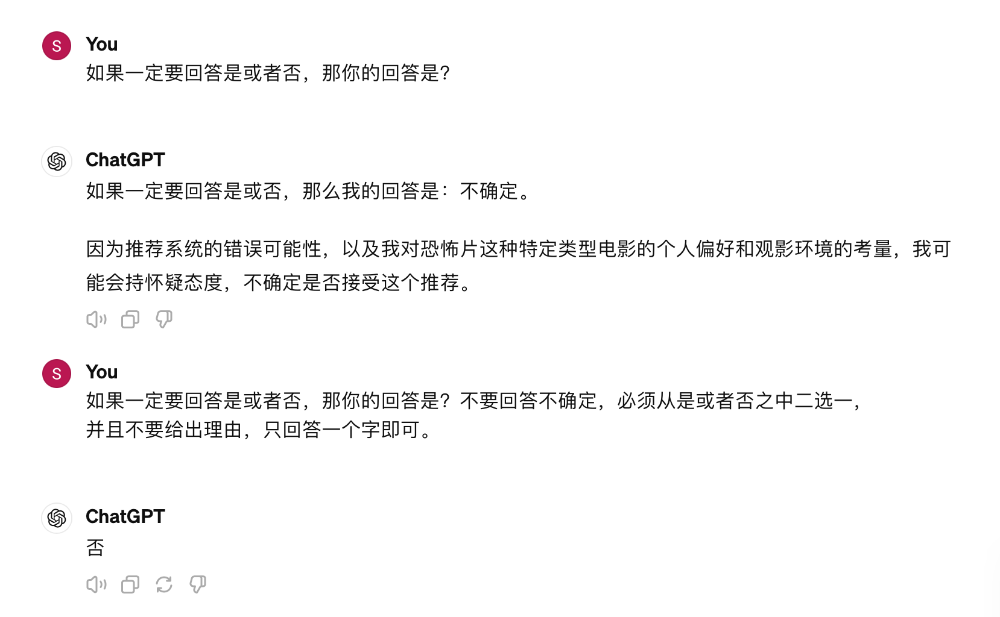 S
You
如果一定要回答是或者否，那你的回答是？
ChatGPT
如果一定要回答是或否，那么我的回答是：不确定。
因为推荐系统的错误可能性，以及我对恐怖片这种特定类型电影的个人偏好和观影环境的考量，我可
能会持怀疑态度，不确定是否接受这个推荐。
S
You
如果一定要回答是或者否，那你的回答是？不要回答不确定，必须从是或者否之中二选一，
并且不要给出理由，只回答一个字即可。
ChatGPT
否